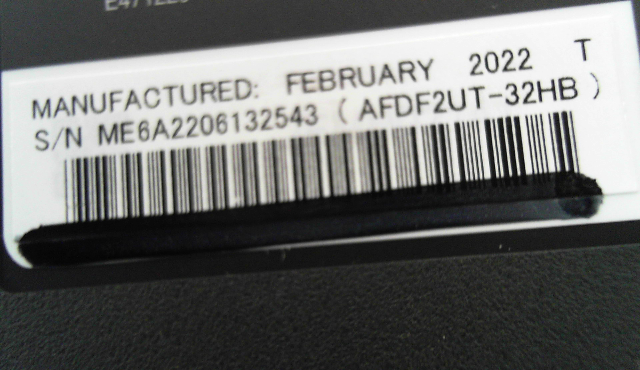 MANUFACTURED: FEBRUARY 2022 T
S/N ME6A2206132543 ( AFDF2UT-32HB )